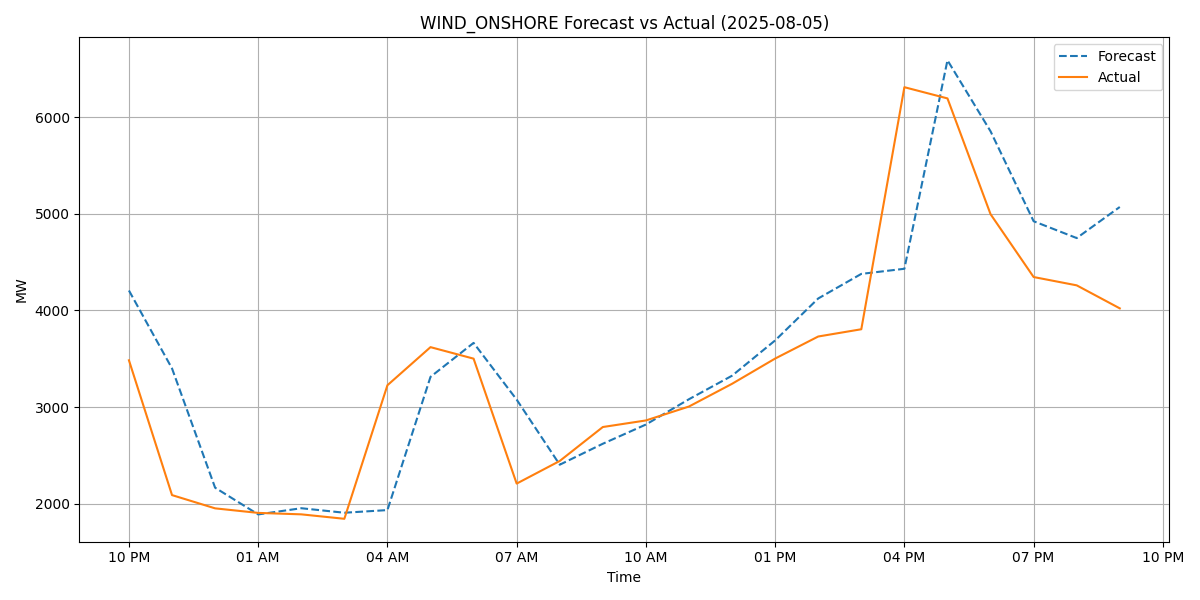 WIND_ONSHORE Forecast vs Actual (2025-08-05)
Forecast
Actual
6000
5000
4000
3000
2000
MW
10 PM 01 AM 04 AM 07 AM 10 AM 01 PM 04 PM 07 PM 10 PM
Time